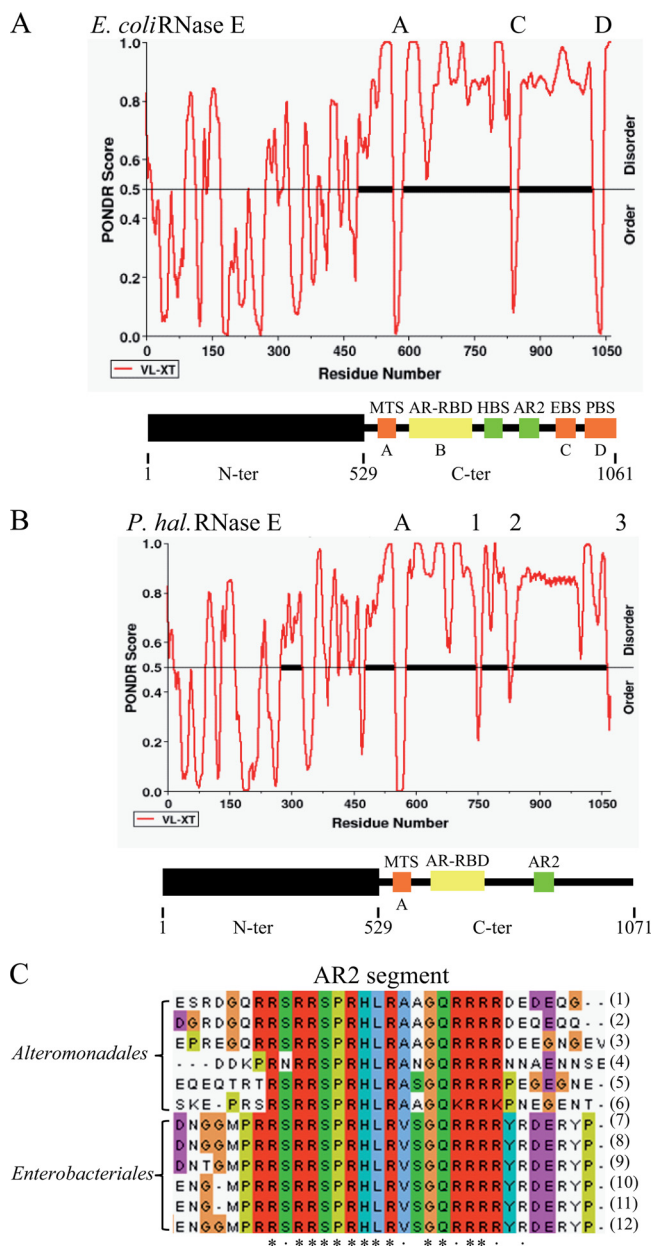 A
E. coli RNase E
A C D
1.0
0.8
0.6
0.5
0.4
0.2
0.0
PONDR Score
Disorder
Order
0 150 300 450 600 750 900 1050
VL-XT
Residue Number
MTS AR-RBD HBS AR2 EBS PBS
A B C D
1 N-ter 529 C-ter 1061
B
P. hal. RNase E
A 1 2 3
1.0
0.8
0.6
0.5
0.4
0.2
0.0
PONDR Score
Disorder
Order
0 150 300 450 600 750 900 1050
VL-XT
Residue Number
MTS AR-RBD AR2
A
1 N-ter 529 C-ter 1071
C
AR2 segment
Alteromonadales
ESRDGQRRSRRSPRHLRAAGQRRRRDEDEQG-- (1)
DGRDGQRRSRRSPRHLRAAGQRRRRDEQEQQ-- (2)
EPREGQRRSRRSPRHLRAAGQRRRRDEEGNGEV (3)
---DDKPRNRRSPRHLRANGQRRRRNNAENNSE (4)
EQEQTRTRSRRSPRHLRASGQRRRRPEGEGNE- (5)
SKE-PRSRSRRSPRHLRAAGQKRRKPNEGENT- (6)
Enterobacteriales
DNGGMPRRSRRSPRHLRVSGQRRRRYRDERYP- (7)
DNGGMPRRSRRSPRHLRVSGQRRRRYRDERYP- (8)
DNTGMPRRSRRSPRHLRVSGQRRRRYRDERYP- (9)
ENG-MPRRSRRSPRHLRVSGQRRRRYRDERYP- (10)
ENG-MPRRSRRSPRHLRVSGQRRRRYRDERYP- (11)
ENGGMPRRSRRSPRHLRVSGQRRRRYRDERYP- (12)
*.********. **.**. .